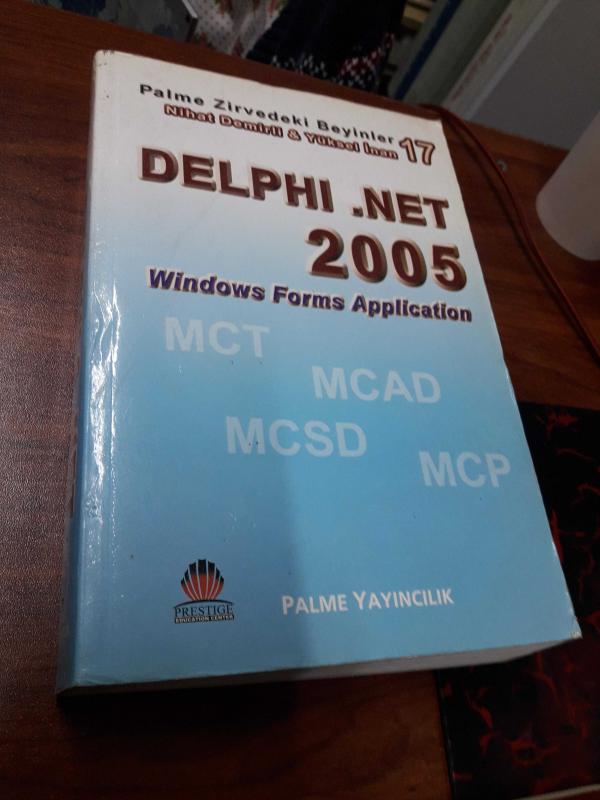 Palme Zirvedeki Beyinler 17
Nihat Demirli & Yüksel İnan
DELPHI .NET
2005
Windows Forms Application
MCT
MCAD
MCSD
MCP
PRESTIGE
EDUCATION CENTER
PALME YAYINCILIK